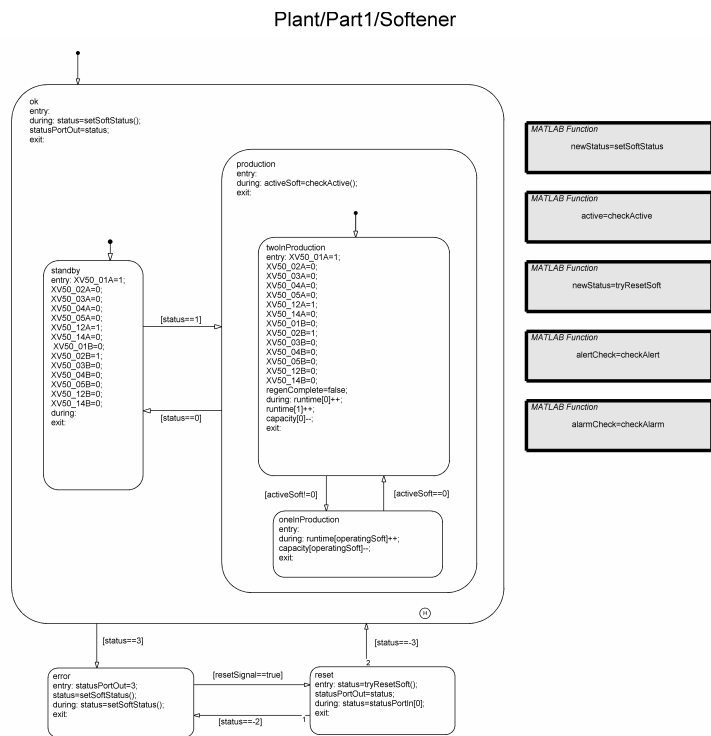 Plant/Part1/Softener
ok
entry:
during: status=setSoftStatus();
statusPortOut=status;
exit:
production
entry:
during: activeSoft=checkActive();
exit:
standby
entry: XV50_01A=1;
XV50_02A=0;
XV50_03A=0;
XV50_04A=0;
XV50_05A=0;
XV50_12A=1;
XV50_14A=0;
XV50_01B=0;
XV50_02B=1;
XV50_03B=0;
XV50_04B=0;
XV50_05B=0;
XV50_12B=0;
XV50_14B=0;
during:
exit:
[status==1]
[status==0]
twoInProduction
entry: XV50_01A=1;
XV50_02A=0;
XV50_03A=0;
XV50_04A=0;
XV50_05A=0;
XV50_12A=1;
XV50_14A=0;
XV50_01B=0;
XV50_02B=1;
XV50_03B=0;
XV50_04B=0;
XV50_05B=0;
XV50_12B=0;
XV50_14B=0;
regenComplete=false;
during: runtime[0]++;
runtime[1]++;
capacity[0]--;
exit:
[activeSoft!=0]
[activeSoft==0]
oneInProduction
entry:
during: runtime[operatingSoft]++;
capacity[operatingSoft]--;
exit:
H
[status==3]
[status==-3]
2
error
entry: statusPortOut=3;
status=setSoftStatus();
during: status=setSoftStatus();
exit:
[resetSignal==true]
[status==-2]
1
reset
entry: status=tryResetSoft();
statusPortOut=status;
during: status=statusPortIn[0];
exit:
MATLAB Function
newStatus=setSoftStatus
MATLAB Function
active=checkActive
MATLAB Function
newStatus=tryResetSoft
MATLAB Function
alertCheck=checkAlert
MATLAB Function
alarmCheck=checkAlarm